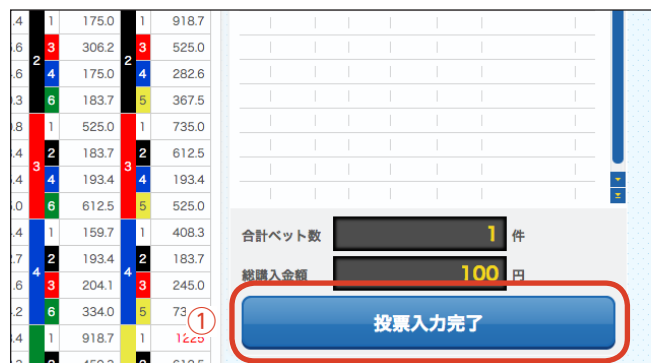 .4 1 175.0 1 918.7
.6 3 306.2 3 525.0
2 2
.6 4 175.0 4 282.6
.3 6 183.7 5 367.5
.8 1 525.0 1 735.0
.4 2 183.7 2 612.5
3 3
.4 4 193.4 4 193.4
.0 6 612.5 5 525.0
.4 1 159.7 1 408.3
.7 2 193.4 2 183.7
4 4
.6 3 204.1 3 245.0
.2 6 334.0 5 73
.4 1 918.7 1 1225
合計ベット数 1 件
総購入金額 100 円
① 投票入力完了